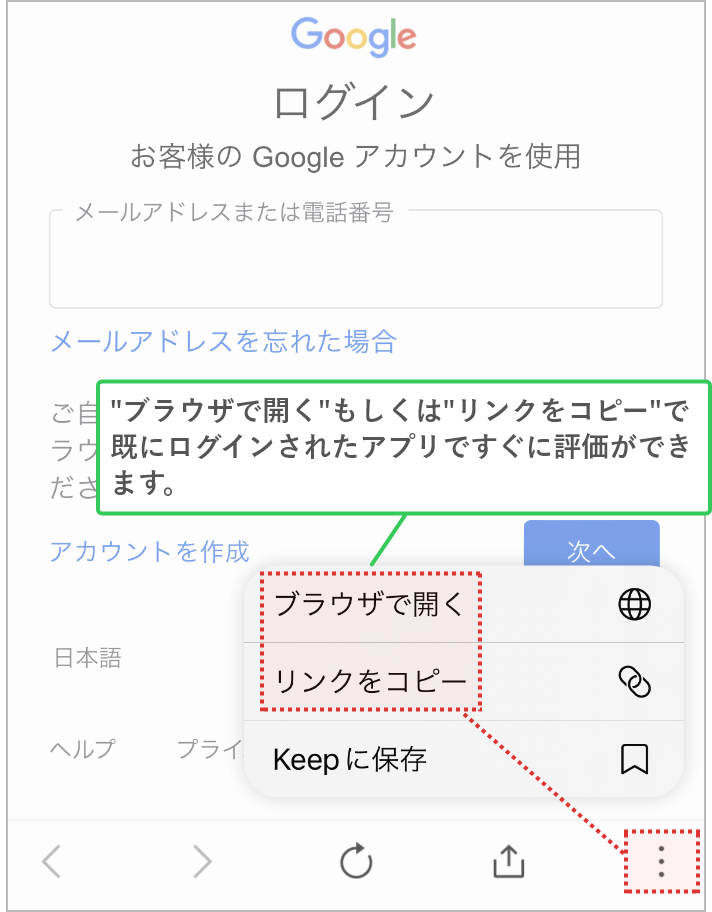 Google
ログイン
お客様の Google アカウントを使用
メールアドレスまたは電話番号
メールアドレスを忘れた場合
ご自
ラウ
ださ
"ブラウザで開く"もしくは"リンクをコピー"で
既にログインされたアプリですぐに評価ができ
ます。
アカウントを作成
次へ
ブラウザで開く
リンクをコピー
日本語
Keepに保存
ヘルプ
プライ